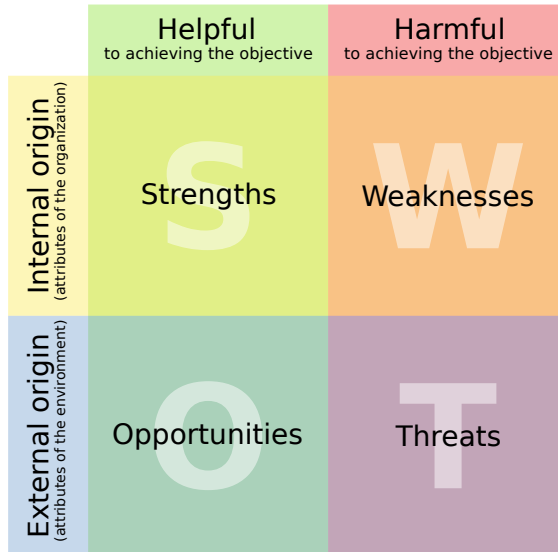 Helpful
to achieving the objective
Harmful
to achieving the objective
Internal origin
(attributes of the organization)
S
Strengths
W
Weaknesses
External origin
(attributes of the environment)
O
Opportunities
T
Threats